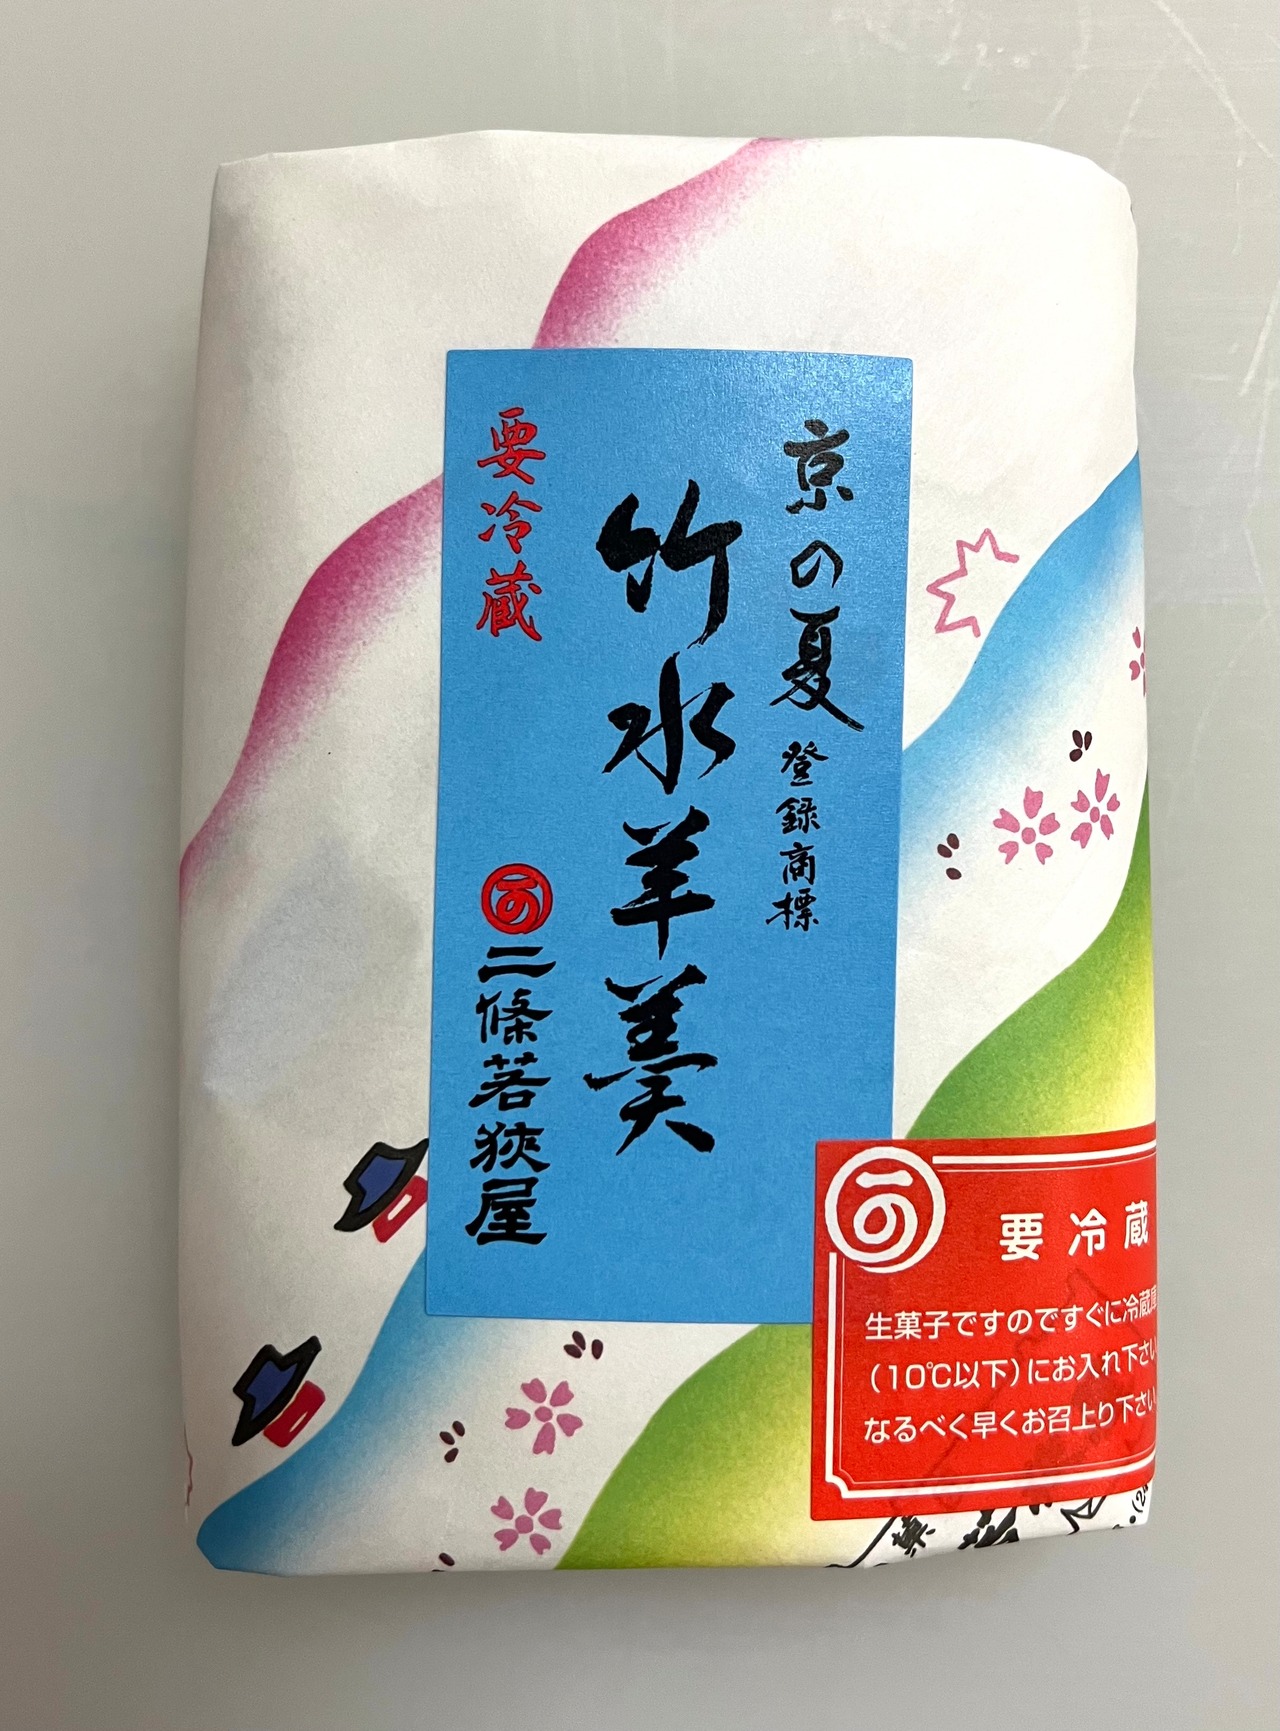 京の夏 登録商標
竹水羊羹
要冷蔵
二條若狭屋
要冷蔵
生菓子ですのですぐに冷蔵庫
（10℃以下）にお入れ下さい
なるべく早くお召上り下さい